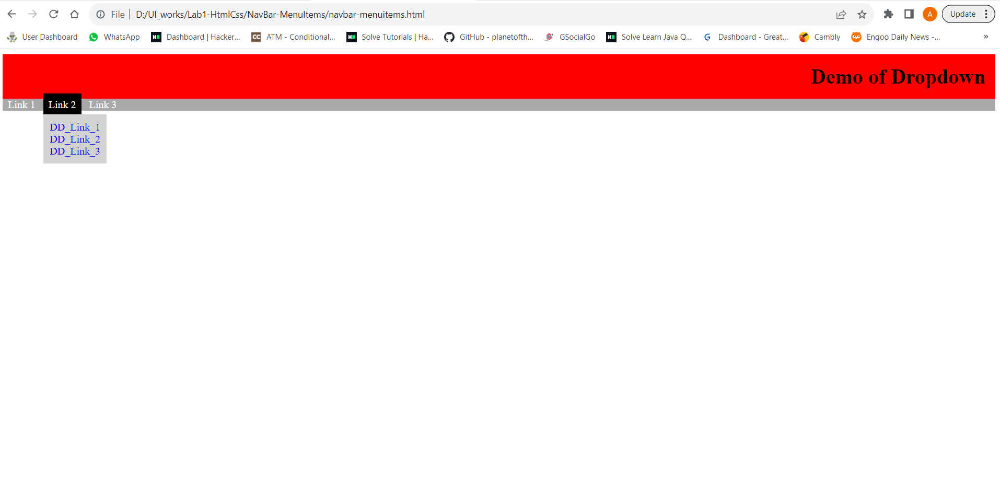 File D:/UI_works/Lab1-HtmlCss/NavBar-MenuItems/navbar-menuitems.html A Update
User Dashboard WhatsApp Dashboard | Hacker... CC ATM - Conditional... Solve Tutorials | Ha... GitHub - planetofth... GSocialGo Solve Learn Java Q... G Dashboard - Great... Cambly Engoo Daily News -... »
Demo of Dropdown
Link 1 Link 2 Link 3
DD_Link_1
DD_Link_2
DD_Link_3